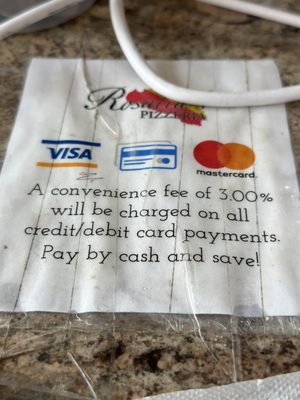 Rosalia's
PIZZERIA
VISA
mastercard.
A convenience fee of 3.00%
will be charged on all
credit/debit card payments.
Pay by cash and save!